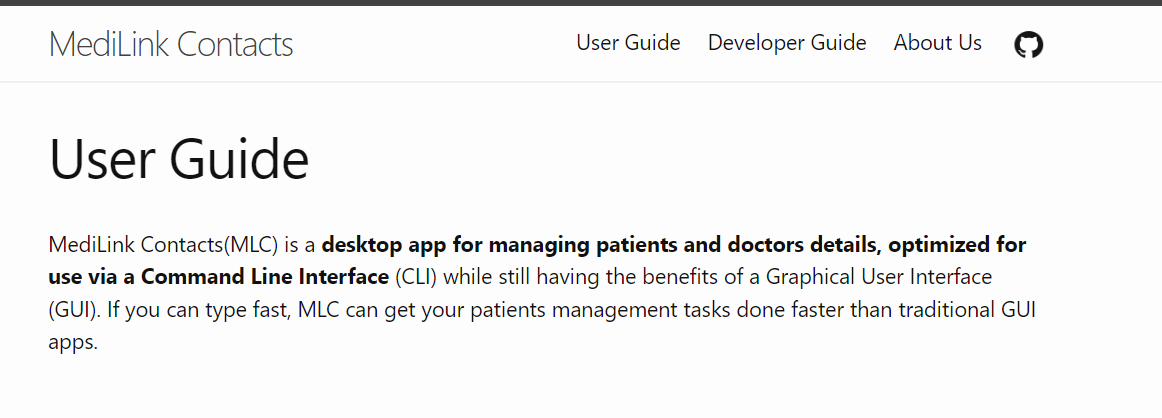 MediLink Contacts
User Guide
Developer Guide
About Us
User Guide
MediLink Contacts(MLC) is a desktop app for managing patients and doctors details, optimized for
use via a Command Line Interface (CLI) while still having the benefits of a Graphical User Interface
(GUI). If you can type fast, MLC can get your patients management tasks done faster than traditional GUI
apps.